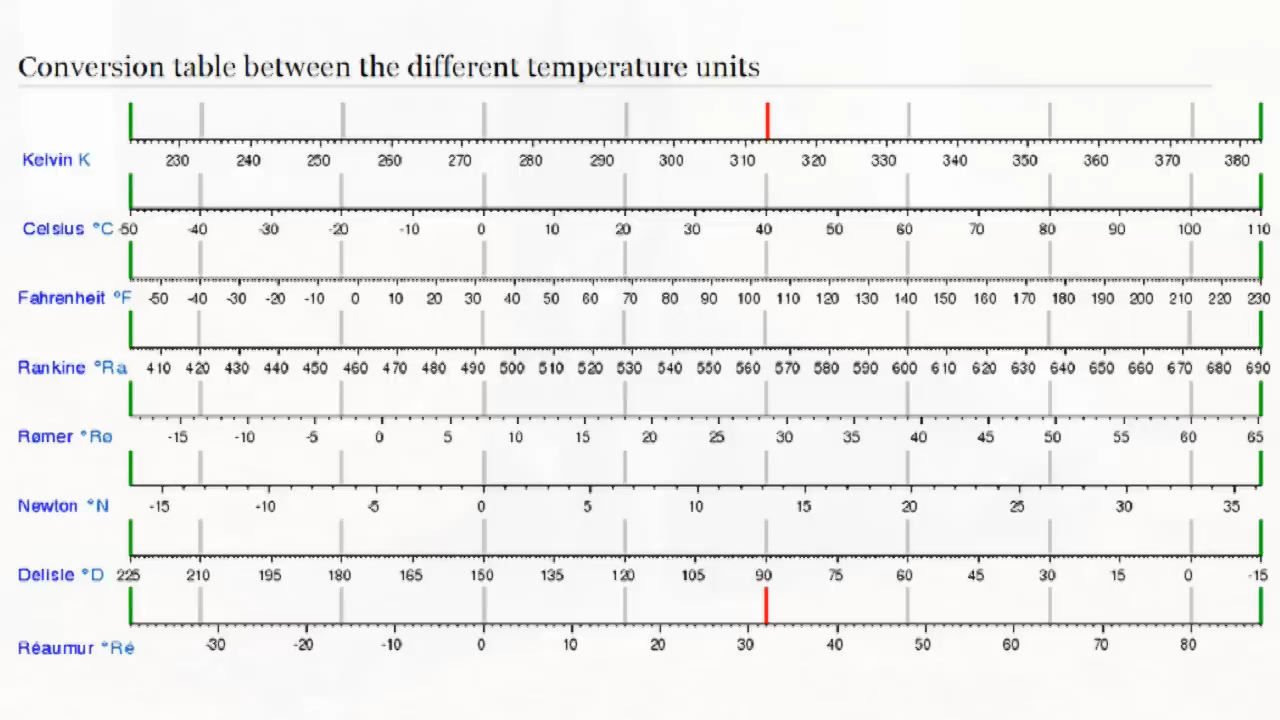 Conversion table between the different temperature units
Kelvin K 230 240 250 260 270 280 290 300 310 320 330 340 350 360 370 380
Celsius °C -50 -40 -30 -20 -10 0 10 20 30 40 50 60 70 80 90 100 110
Fahrenheit °F -50 -40 -30 -20 -10 0 10 20 30 40 50 60 70 80 90 100 110 120 130 140 150 160 170 180 190 200 210 220 230
Rankine °Ra 410 420 430 440 450 460 470 480 490 500 510 520 530 540 550 560 570 580 590 600 610 620 630 640 650 660 670 680 690
Rømer °Rø -15 -10 -5 0 5 10 15 20 25 30 35 40 45 50 55 60 65
Newton °N -15 -10 -5 0 5 10 15 20 25 30 35
Delisle °D 225 210 195 180 165 150 135 120 105 90 75 60 45 30 15 0 -15
Réaumur °Ré -30 -20 -10 0 10 20 30 40 50 60 70 80